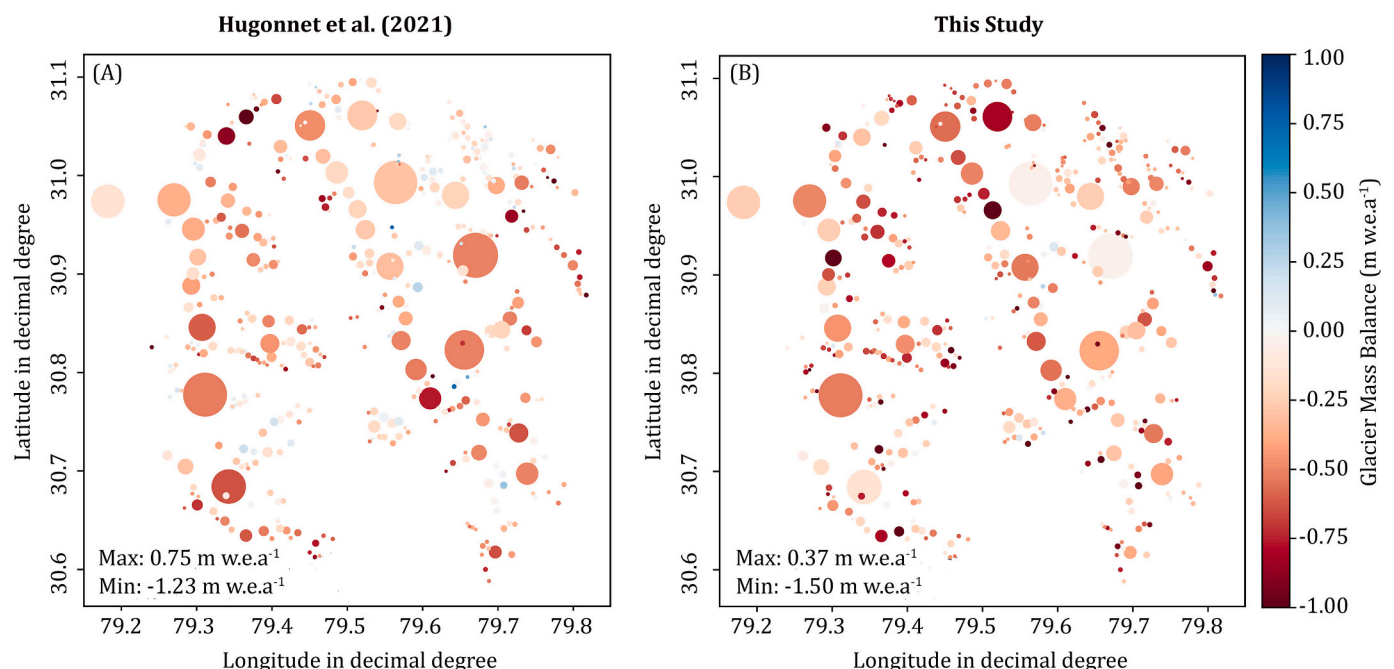 Hugonnet et al. (2021)
This Study
(A)
31.1
31.0
30.9
30.8
30.7
30.6
Latitude in decimal degree
Max: 0.75 m w.e.a⁻¹
Min: -1.23 m w.e.a⁻¹
79.2 79.3 79.4 79.5 79.6 79.7 79.8
Longitude in decimal degree
(B)
31.1
31.0
30.9
30.8
30.7
30.6
Latitude in decimal degree
Max: 0.37 m w.e.a⁻¹
Min: -1.50 m w.e.a⁻¹
79.2 79.3 79.4 79.5 79.6 79.7 79.8
Longitude in decimal degree
1.00
0.75
0.50
0.25
0.00
-0.25
-0.50
-0.75
-1.00
Glacier Mass Balance (m w.e.a⁻¹)